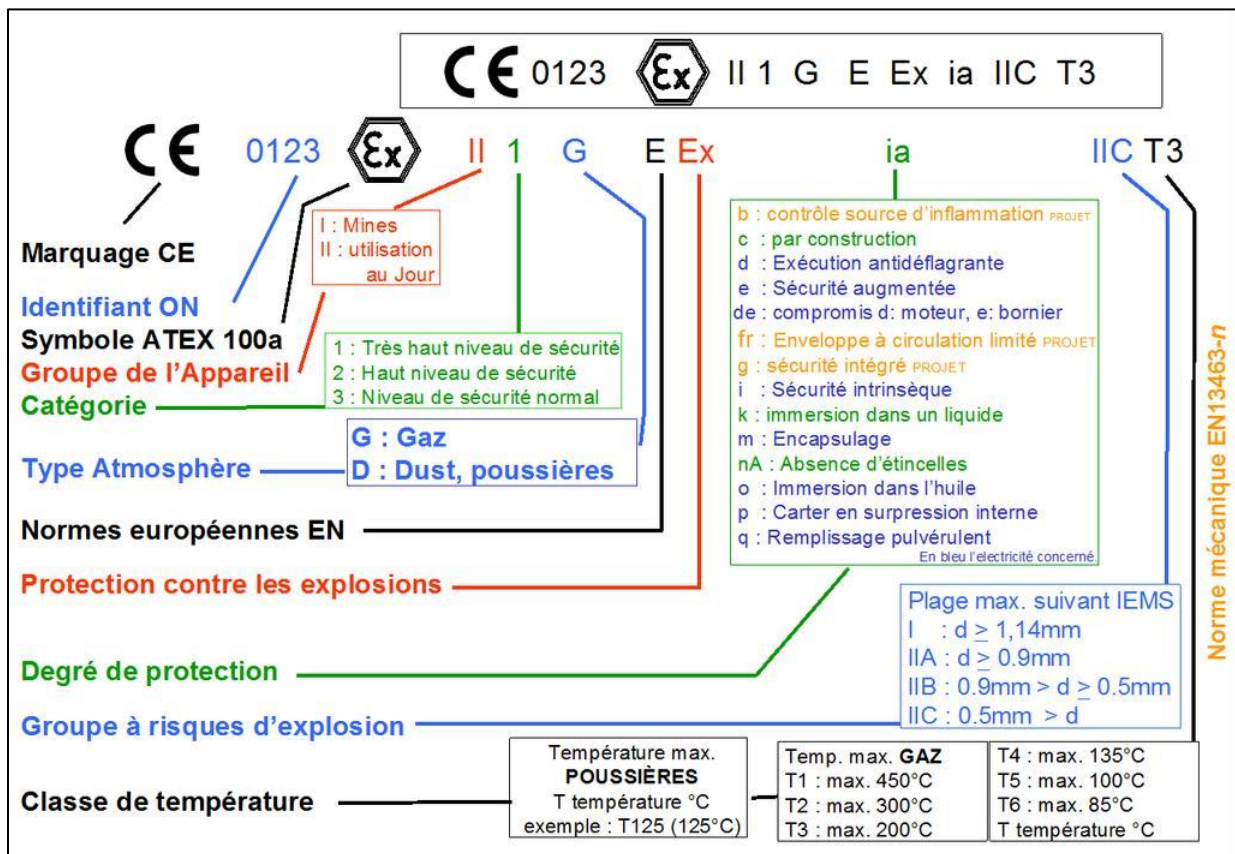 CE 0123 Ex II 1 G E Ex ia IIC T3
CE 0123 Ex II 1 G E Ex ia IIC T3
I : Mines
II : utilisation
au Jour
b : contrôle source d'inflammation PROJET
c : par construction
d : Exécution antidéflagrante
e : Sécurité augmentée
de : compromis d: moteur, e: bornier
fr : Enveloppe à circulation limité PROJET
g : sécurité intégré PROJET
i : Sécurité intrinsèque
k : immersion dans un liquide
m : Encapsulage
nA : Absence d'étincelles
o : Immersion dans l'huile
p : Carter en surpression interne
q : Remplissage pulvérulent
En bleu l'electricité concerné.
Marquage CE
Identifiant ON
Symbole ATEX 100a
Groupe de l'Appareil
Catégorie
1 : Très haut niveau de sécurité
2 : Haut niveau de sécurité
3 : Niveau de sécurité normal
Type Atmosphère
G : Gaz
D : Dust, poussières
Normes européennes EN
Protection contre les explosions
Degré de protection
Groupe à risques d'explosion
Plage max. suivant IEMS
I : d ≥ 1,14mm
IIA : d ≥ 0.9mm
IIB : 0.9mm > d ≥ 0.5mm
IIC : 0.5mm > d
Classe de température
Température max.
POUSSIÈRES
T température °C
exemple : T125 (125°C)
Temp. max. GAZ
T1 : max. 450°C
T2 : max. 300°C
T3 : max. 200°C
T4 : max. 135°C
T5 : max. 100°C
T6 : max. 85°C
T température °C
Norme mécanique EN13463-n